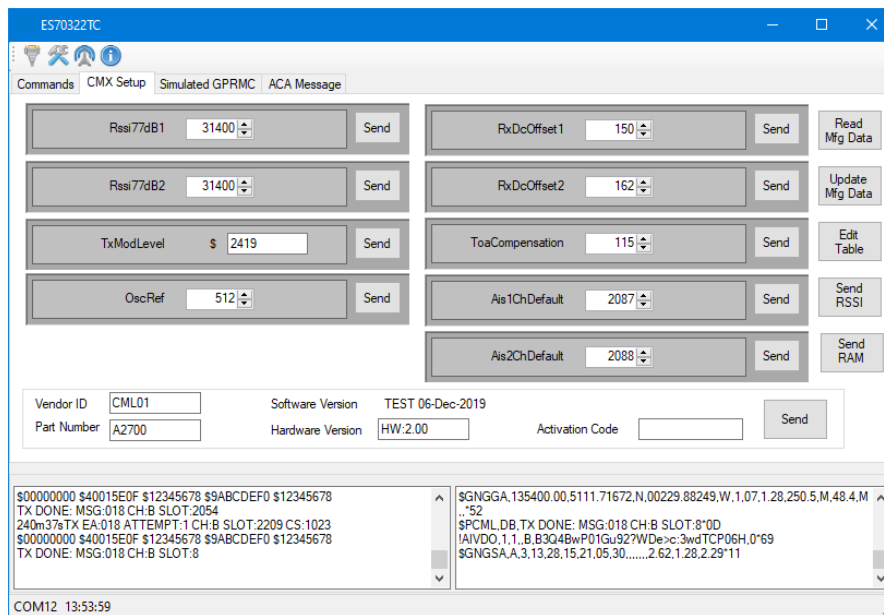 ES70322TC
Commands CMX Setup Simulated GPRMC ACA Message
Rssi77dB1 31400 Send
Rssi77dB2 31400 Send
TxModLevel $ 2419 Send
OscRef 512 Send
RxDcOffset1 150 Send
RxDcOffset2 162 Send
ToaCompensation 115 Send
Ais1ChDefault 2087 Send
Ais2ChDefault 2088 Send
Read
Mfg Data
Update
Mfg Data
Edit
Table
Send
RSSI
Send
RAM
Vendor ID CML01 Software Version TEST 06-Dec-2019
Part Number A2700 Hardware Version HW:2.00 Activation Code Send
$00000000 $40015E0F $12345678 $9ABCDEF0 $12345678
TX DONE: MSG:018 CH:B SLOT:2054
240m37sTX EA:018 ATTEMPT:1 CH:B SLOT:2209 CS:1023
$00000000 $40015E0F $12345678 $9ABCDEF0 $12345678
TX DONE: MSG:018 CH:B SLOT:8
$GNGGA,135400.00,5111.71672,N,00229.88249,W,1,07,1.28,250.5,M,48.4,M
,,*52
$PCML,DB,TX DONE: MSG:018 CH:B SLOT:8*0D
!AIVDO,1,1,,B,B3Q4BwP01Gu92?WDe>c:3wdTCP06H,0*69
$GNGSA,A,3,13,28,15,21,05,30,,,,,,,2.62,1.28,2.29*11
COM12 13:53:59